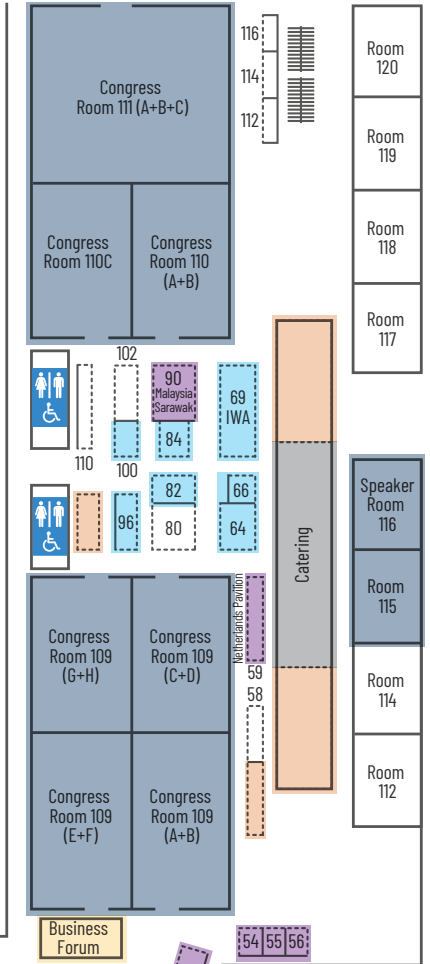 116
114
112
Congress
Room 111 (A+B+C)
Room
120
Room
119
Room
118
Room
117
Congress
Room 110C
Congress
Room 110
(A+B)
102
90
Malaysia
Sarawak
69
IWA
84
110
100
82
66
96
80
64
Catering
Speaker
Room
116
Room
115
Room
114
Room
112
Congress
Room 109
(G+H)
Congress
Room 109
(C+D)
Netherlands Pavilion
59
58
Congress
Room 109
(E+F)
Congress
Room 109
(A+B)
Business
Forum
54 55 56